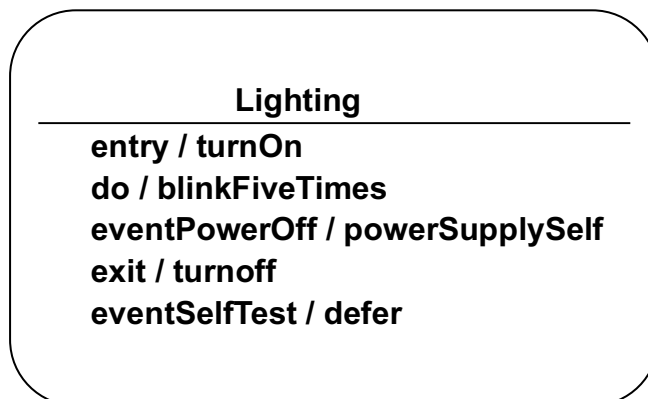 Lighting
entry / turnOn
do / blinkFiveTimes
eventPowerOff / powerSupplySelf
exit / turnoff
eventSelfTest / defer